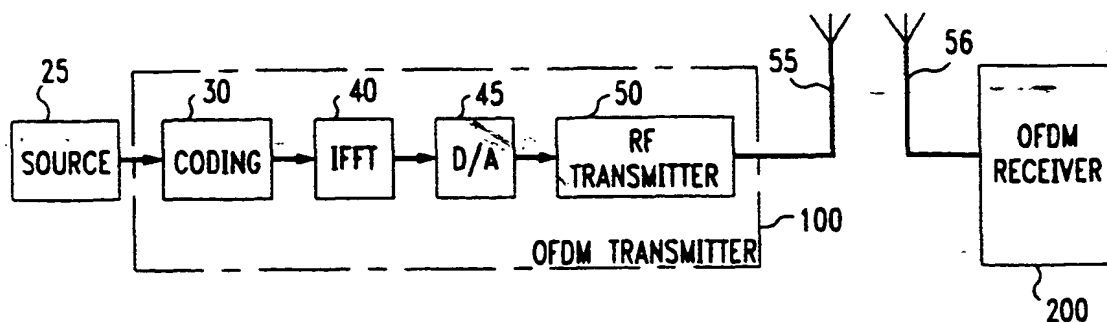 25
30
40
45
50
55
56
SOURCE
CODING
IFFT
D/A
RF
TRANSMITTER
OFDM
RECEIVER
100
OFDM TRANSMITTER
200